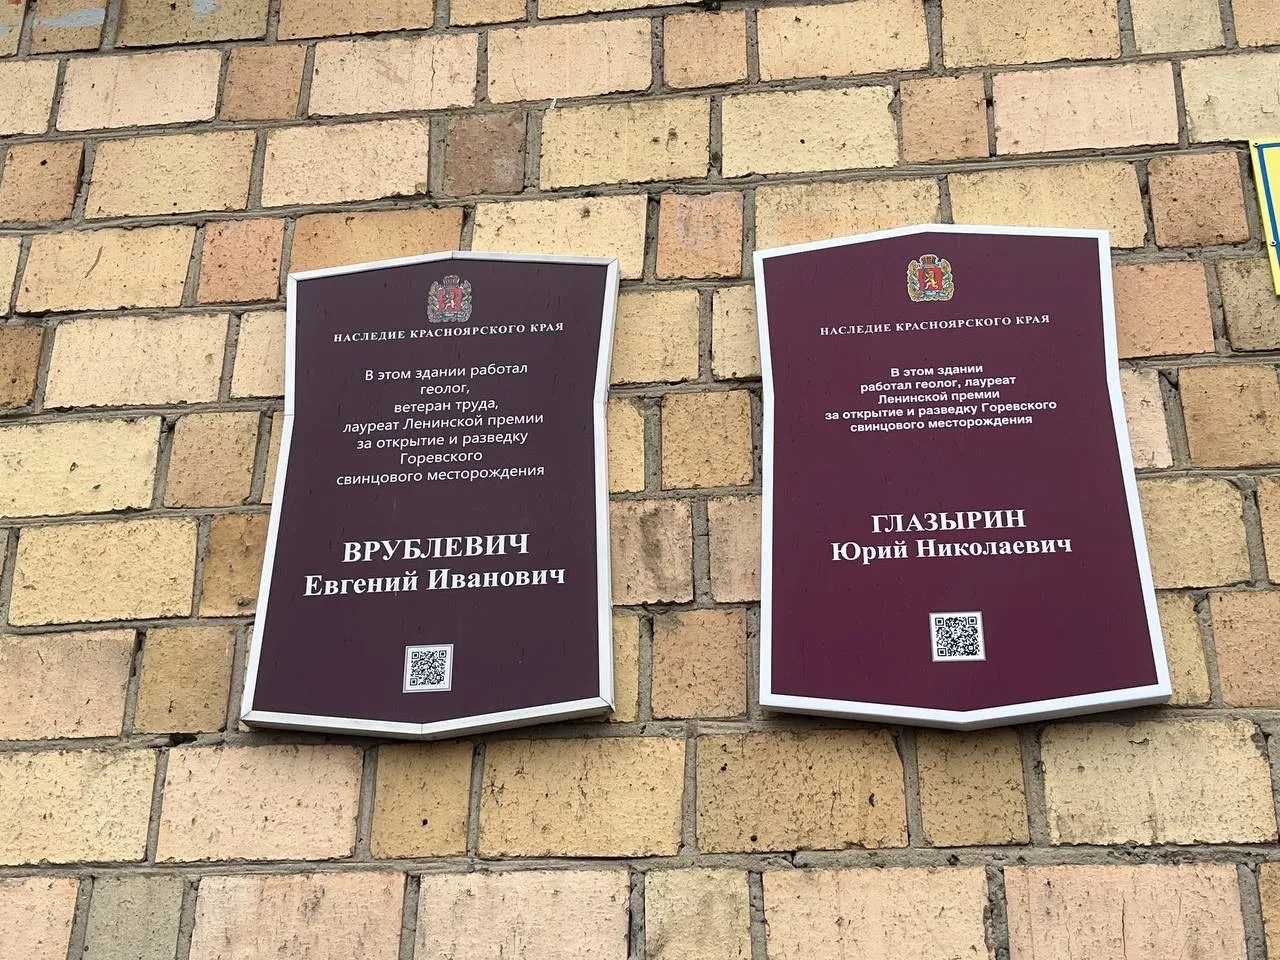 НАСЛЕДИЕ КРАСНОЯРСКОГО КРАЯ
В этом здании работал
геолог,
ветеран труда,
лауреат Ленинской премии
за открытие и разведку
Горевского
свинцового месторождения
ВРУБЛЕВИЧ
Евгений Иванович
НАСЛЕДИЕ КРАСНОЯРСКОГО КРАЯ
В этом здании
работал геолог, лауреат
Ленинской премии
за открытие и разведку Горевского
свинцового месторождения
ГЛАЗЫРИН
Юрий Николаевич